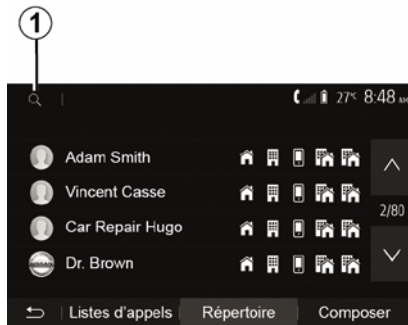 1
27°C 8:48 AM
Adam Smith
Vincent Casse
Car Repair Hugo
2/80
Dr. Brown
Listes d'appels Répertoire Composer